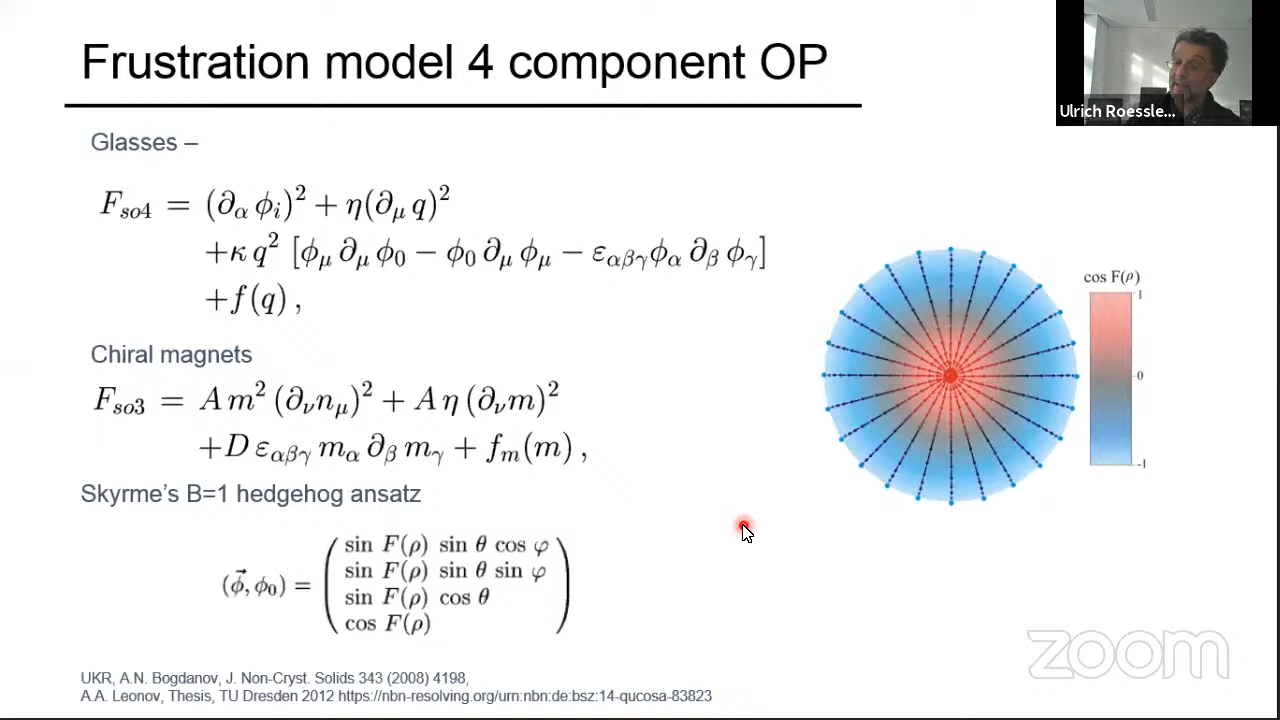 Frustration model 4 component OP
Ulrich Roessle...
Glasses –
F_{so4} = (∂_α ϕ_i)² + η(∂_μ q)²
+κ q² [ϕ_μ ∂_μ ϕ_0 − ϕ_0 ∂_μ ϕ_μ − ε_{αβγ}ϕ_α ∂_β ϕ_γ]
+f(q) ,
Chiral magnets
F_{so3} = A m² (∂_ν n_μ)² + A η (∂_ν m)²
+D ε_{αβγ} m_α ∂_β m_γ + f_m(m) ,
Skyrme's B=1 hedgehog ansatz
sin F(ρ) sin θ cos φ
sin F(ρ) sin θ sin φ
(ϕ⃗, ϕ_0) = sin F(ρ) cos θ
cos F(ρ)
cos F(ρ)
1
0
-1
zoom
UKR, A.N. Bogdanov, J. Non-Cryst. Solids 343 (2008) 4198,
A.A. Leonov, Thesis, TU Dresden 2012 https://nbn-resolving.org/urn:nbn:de:bsz:14-qucosa-83823